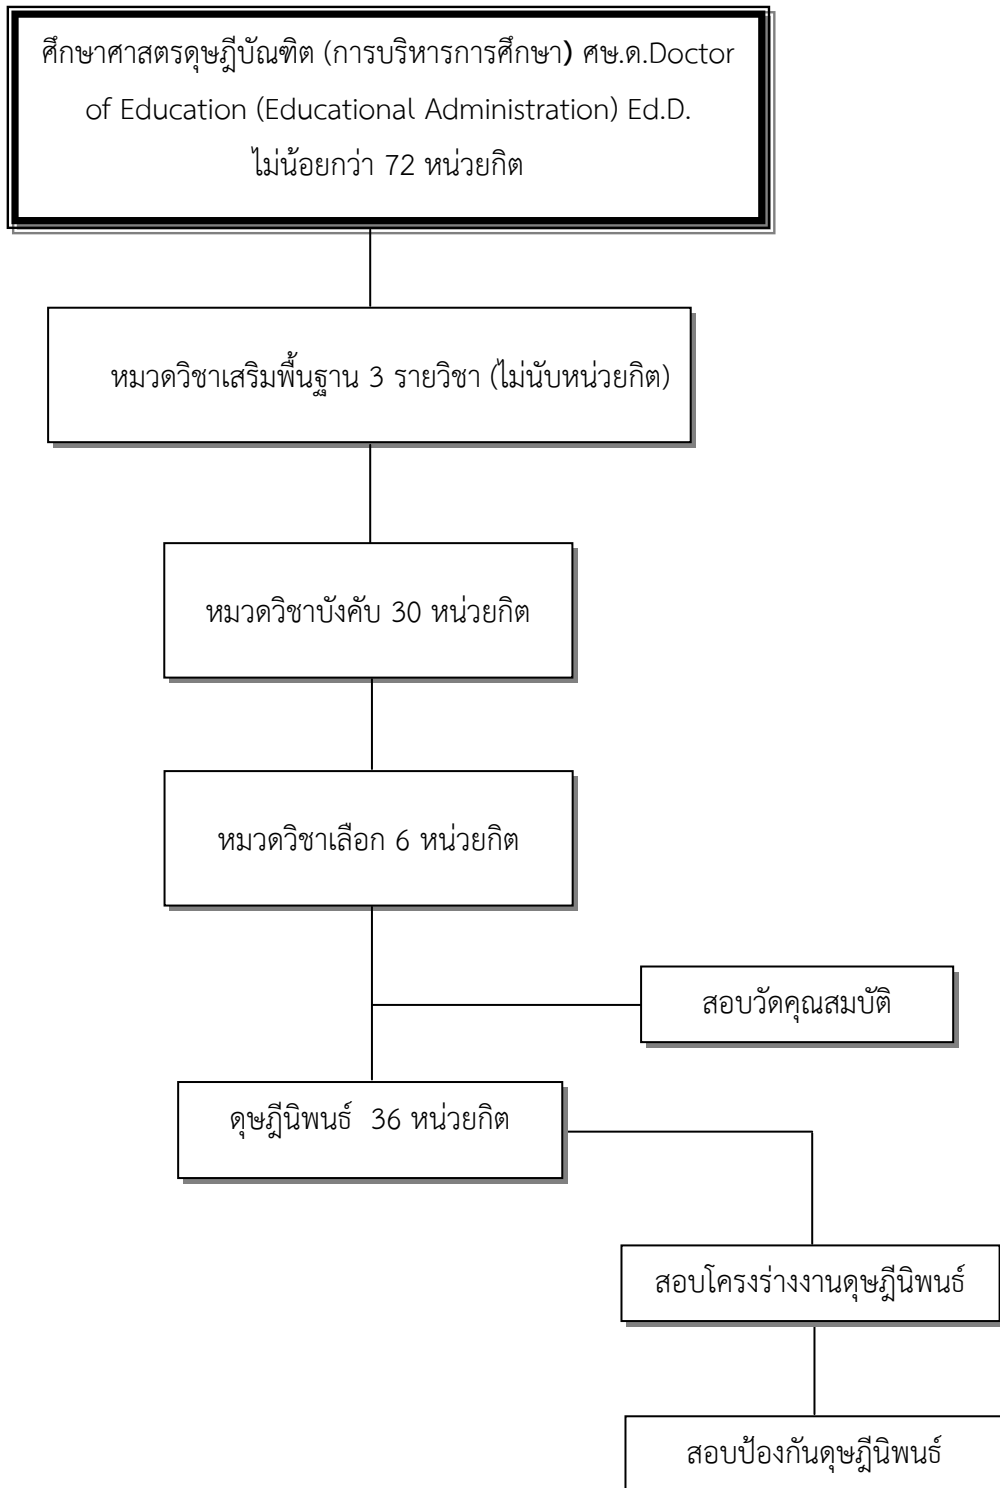 ศึกษาศาสตรดุษฎีบัณฑิต (การบริหารการศึกษา) ศษ.ด.Doctor
of Education (Educational Administration) Ed.D.
ไม่น้อยกว่า 72 หน่วยกิต
หมวดวิชาเสริมพื้นฐาน 3 รายวิชา (ไม่นับหน่วยกิต)
หมวดวิชาบังคับ 30 หน่วยกิต
หมวดวิชาเลือก 6 หน่วยกิต
สอบวัดคุณสมบัติ
ดุษฎีนิพนธ์ 36 หน่วยกิต
สอบโครงร่างงานดุษฎีนิพนธ์
สอบป้องกันดุษฎีนิพนธ์